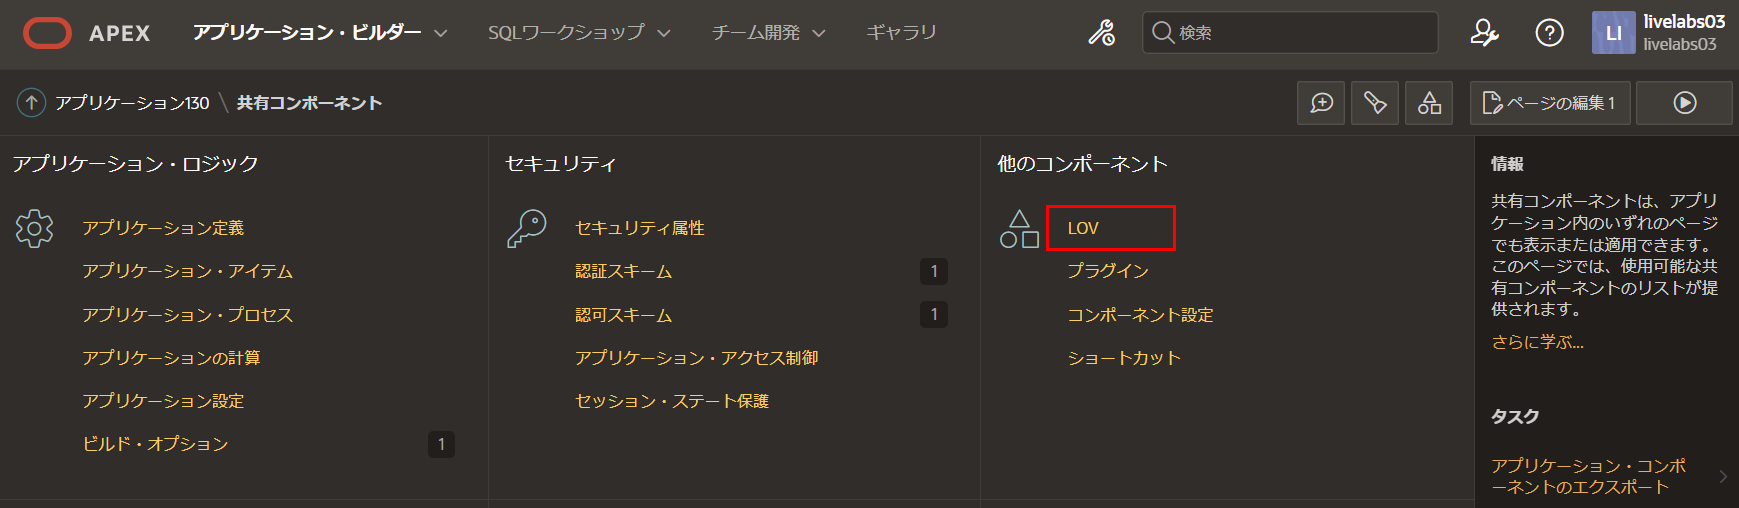 APEX アプリケーション・ビルダー SQLワークショップ チーム開発 ギャラリ 検索 LI livelabs03
livelabs03
アプリケーション130 \ 共有コンポーネント ページの編集 1
アプリケーション・ロジック
アプリケーション定義
アプリケーション・アイテム
アプリケーション・プロセス
アプリケーションの計算
アプリケーション設定
ビルド・オプション 1
セキュリティ
セキュリティ属性
認証スキーム 1
認可スキーム 1
アプリケーション・アクセス制御
セッション・ステート保護
他のコンポーネント
LOV
プラグイン
コンポーネント設定
ショートカット
情報
共有コンポーネントは、アプリ
ケーション内のいずれのページ
でも表示または適用できます。
このページでは、使用可能な共
有コンポーネントのリストが提
供されます。
さらに学ぶ...
タスク
アプリケーション・コンポ
ーネントのエクスポート